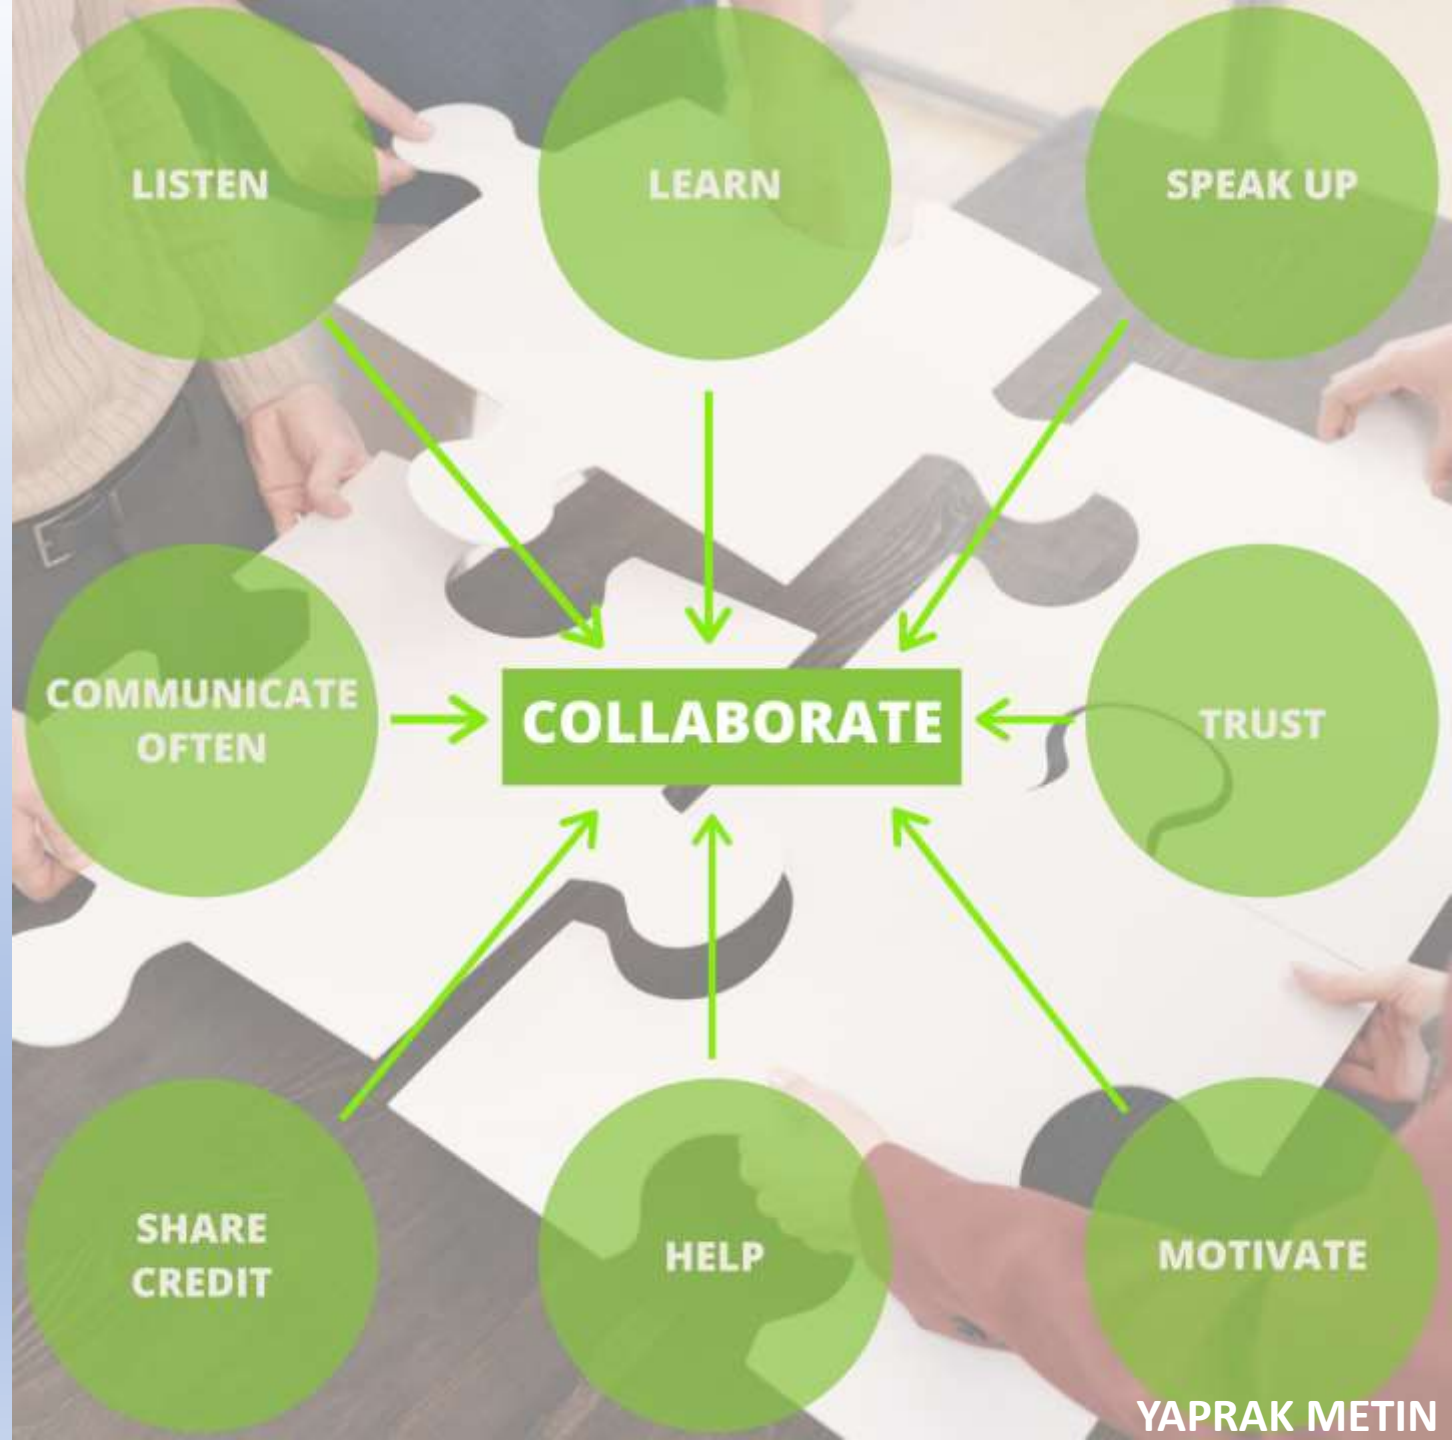 LISTEN
LEARN
SPEAK UP
COMMUNICATE
OFTEN
COLLABORATE
TRUST
SHARE
CREDIT
HELP
MOTIVATE
YAPRAK METIN